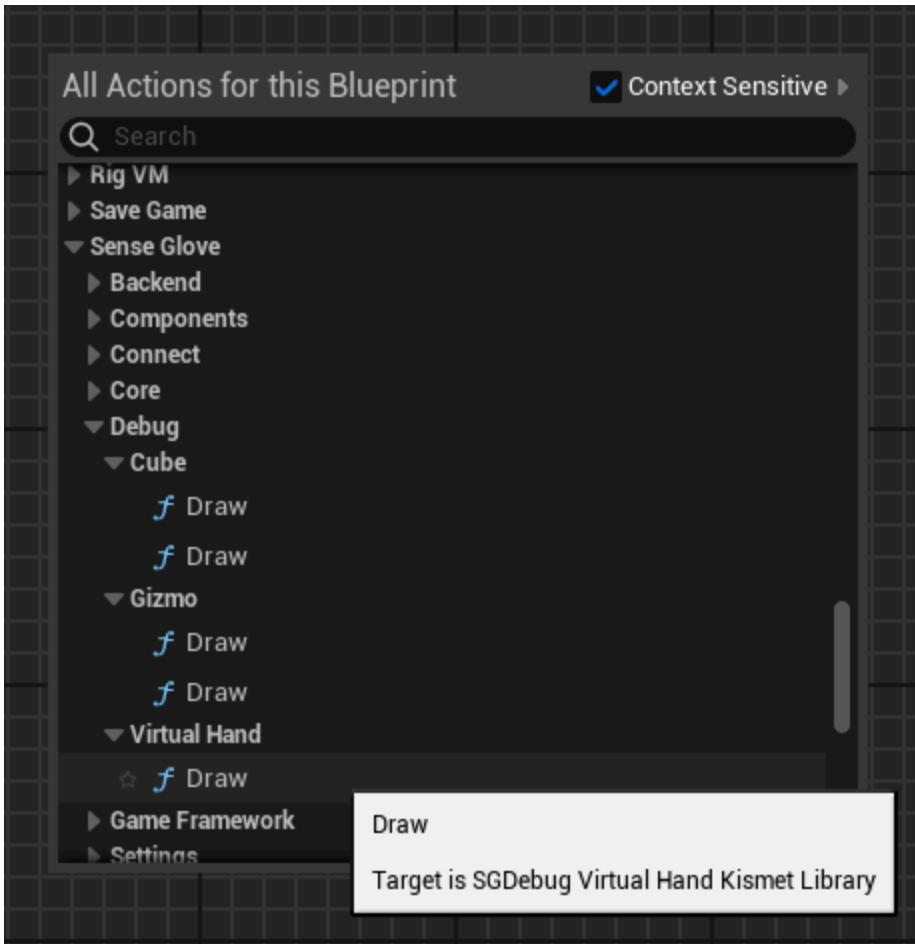 All Actions for this Blueprint
Context Sensitive
Search
Rig VM
Save Game
Sense Glove
Backend
Components
Connect
Core
Debug
Cube
Draw
Draw
Gizmo
Draw
Draw
Virtual Hand
Draw
Game Framework
Settings
Draw
Target is SGDebug Virtual Hand Kismet Library